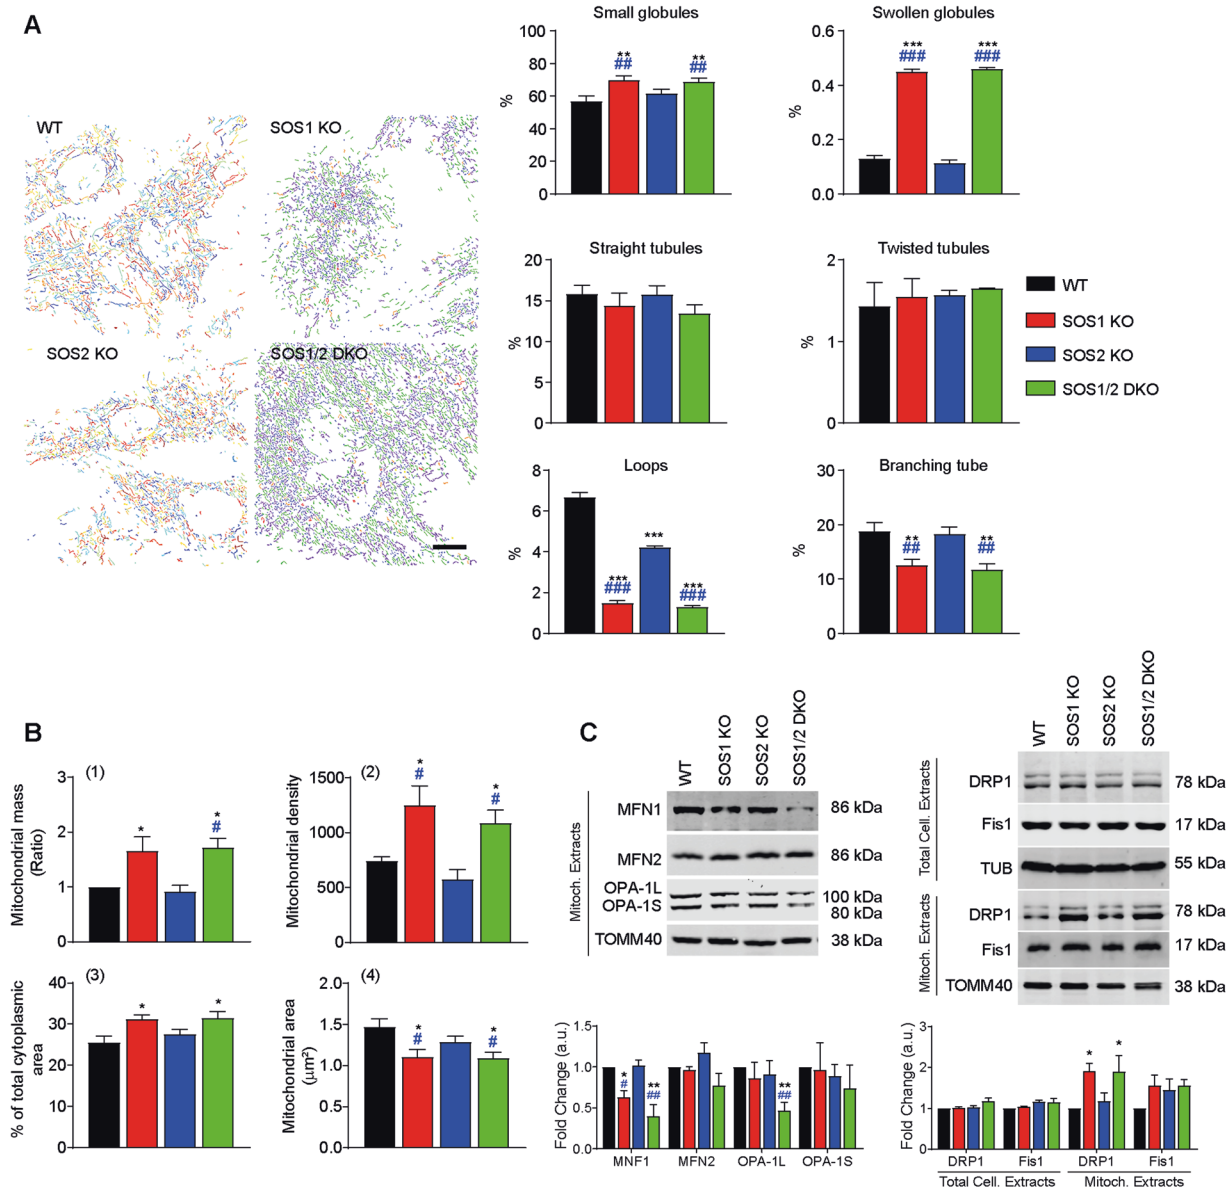 A
WT
SOS1 KO
SOS2 KO
SOS1/2 DKO
Small globules
%
100
80
60
40
20
0
**
##
**
##
Swollen globules
%
0.6
0.4
0.2
0.0
***
###
***
###
Straight tubules
%
20
15
10
5
0
Twisted tubules
%
2
1
0
WT
SOS1 KO
SOS2 KO
SOS1/2 DKO
Loops
%
8
6
4
2
0
***
###
***
***
###
Branching tube
%
30
20
10
0
**
##
**
##
B
(1)
Mitochondrial mass
(Ratio)
3
2
1
0
*
*
#
(2)
Mitochondrial density
1500
1000
500
0
*
#
*
#
(3)
% of total cytoplasmic
area
40
30
20
10
0
*
*
(4)
Mitochondrial area
(µm²)
2.0
1.5
1.0
0.5
0.0
*
#
*
#
C
WT
SOS1 KO
SOS2 KO
SOS1/2 DKO
Mitoch. Extracts
MFN1 86 kDa
MFN2 86 kDa
OPA-1L 100 kDa
OPA-1S 80 kDa
TOMM40 38 kDa
WT
SOS1 KO
SOS2 KO
SOS1/2 DKO
Total Cell. Extracts
DRP1 78 kDa
Fis1 17 kDa
TUB 55 kDa
Mitoch. Extracts
DRP1 78 kDa
Fis1 17 kDa
TOMM40 38 kDa
Fold Change (a.u.)
1.5
1.0
0.5
0.0
*
#
**
##
**
##
MNF1 MFN2 OPA-1L OPA-1S
Fold Change (a.u.)
3
2
1
0
*
*
DRP1 Fis1 DRP1 Fis1
Total Cell. Extracts Mitoch. Extracts